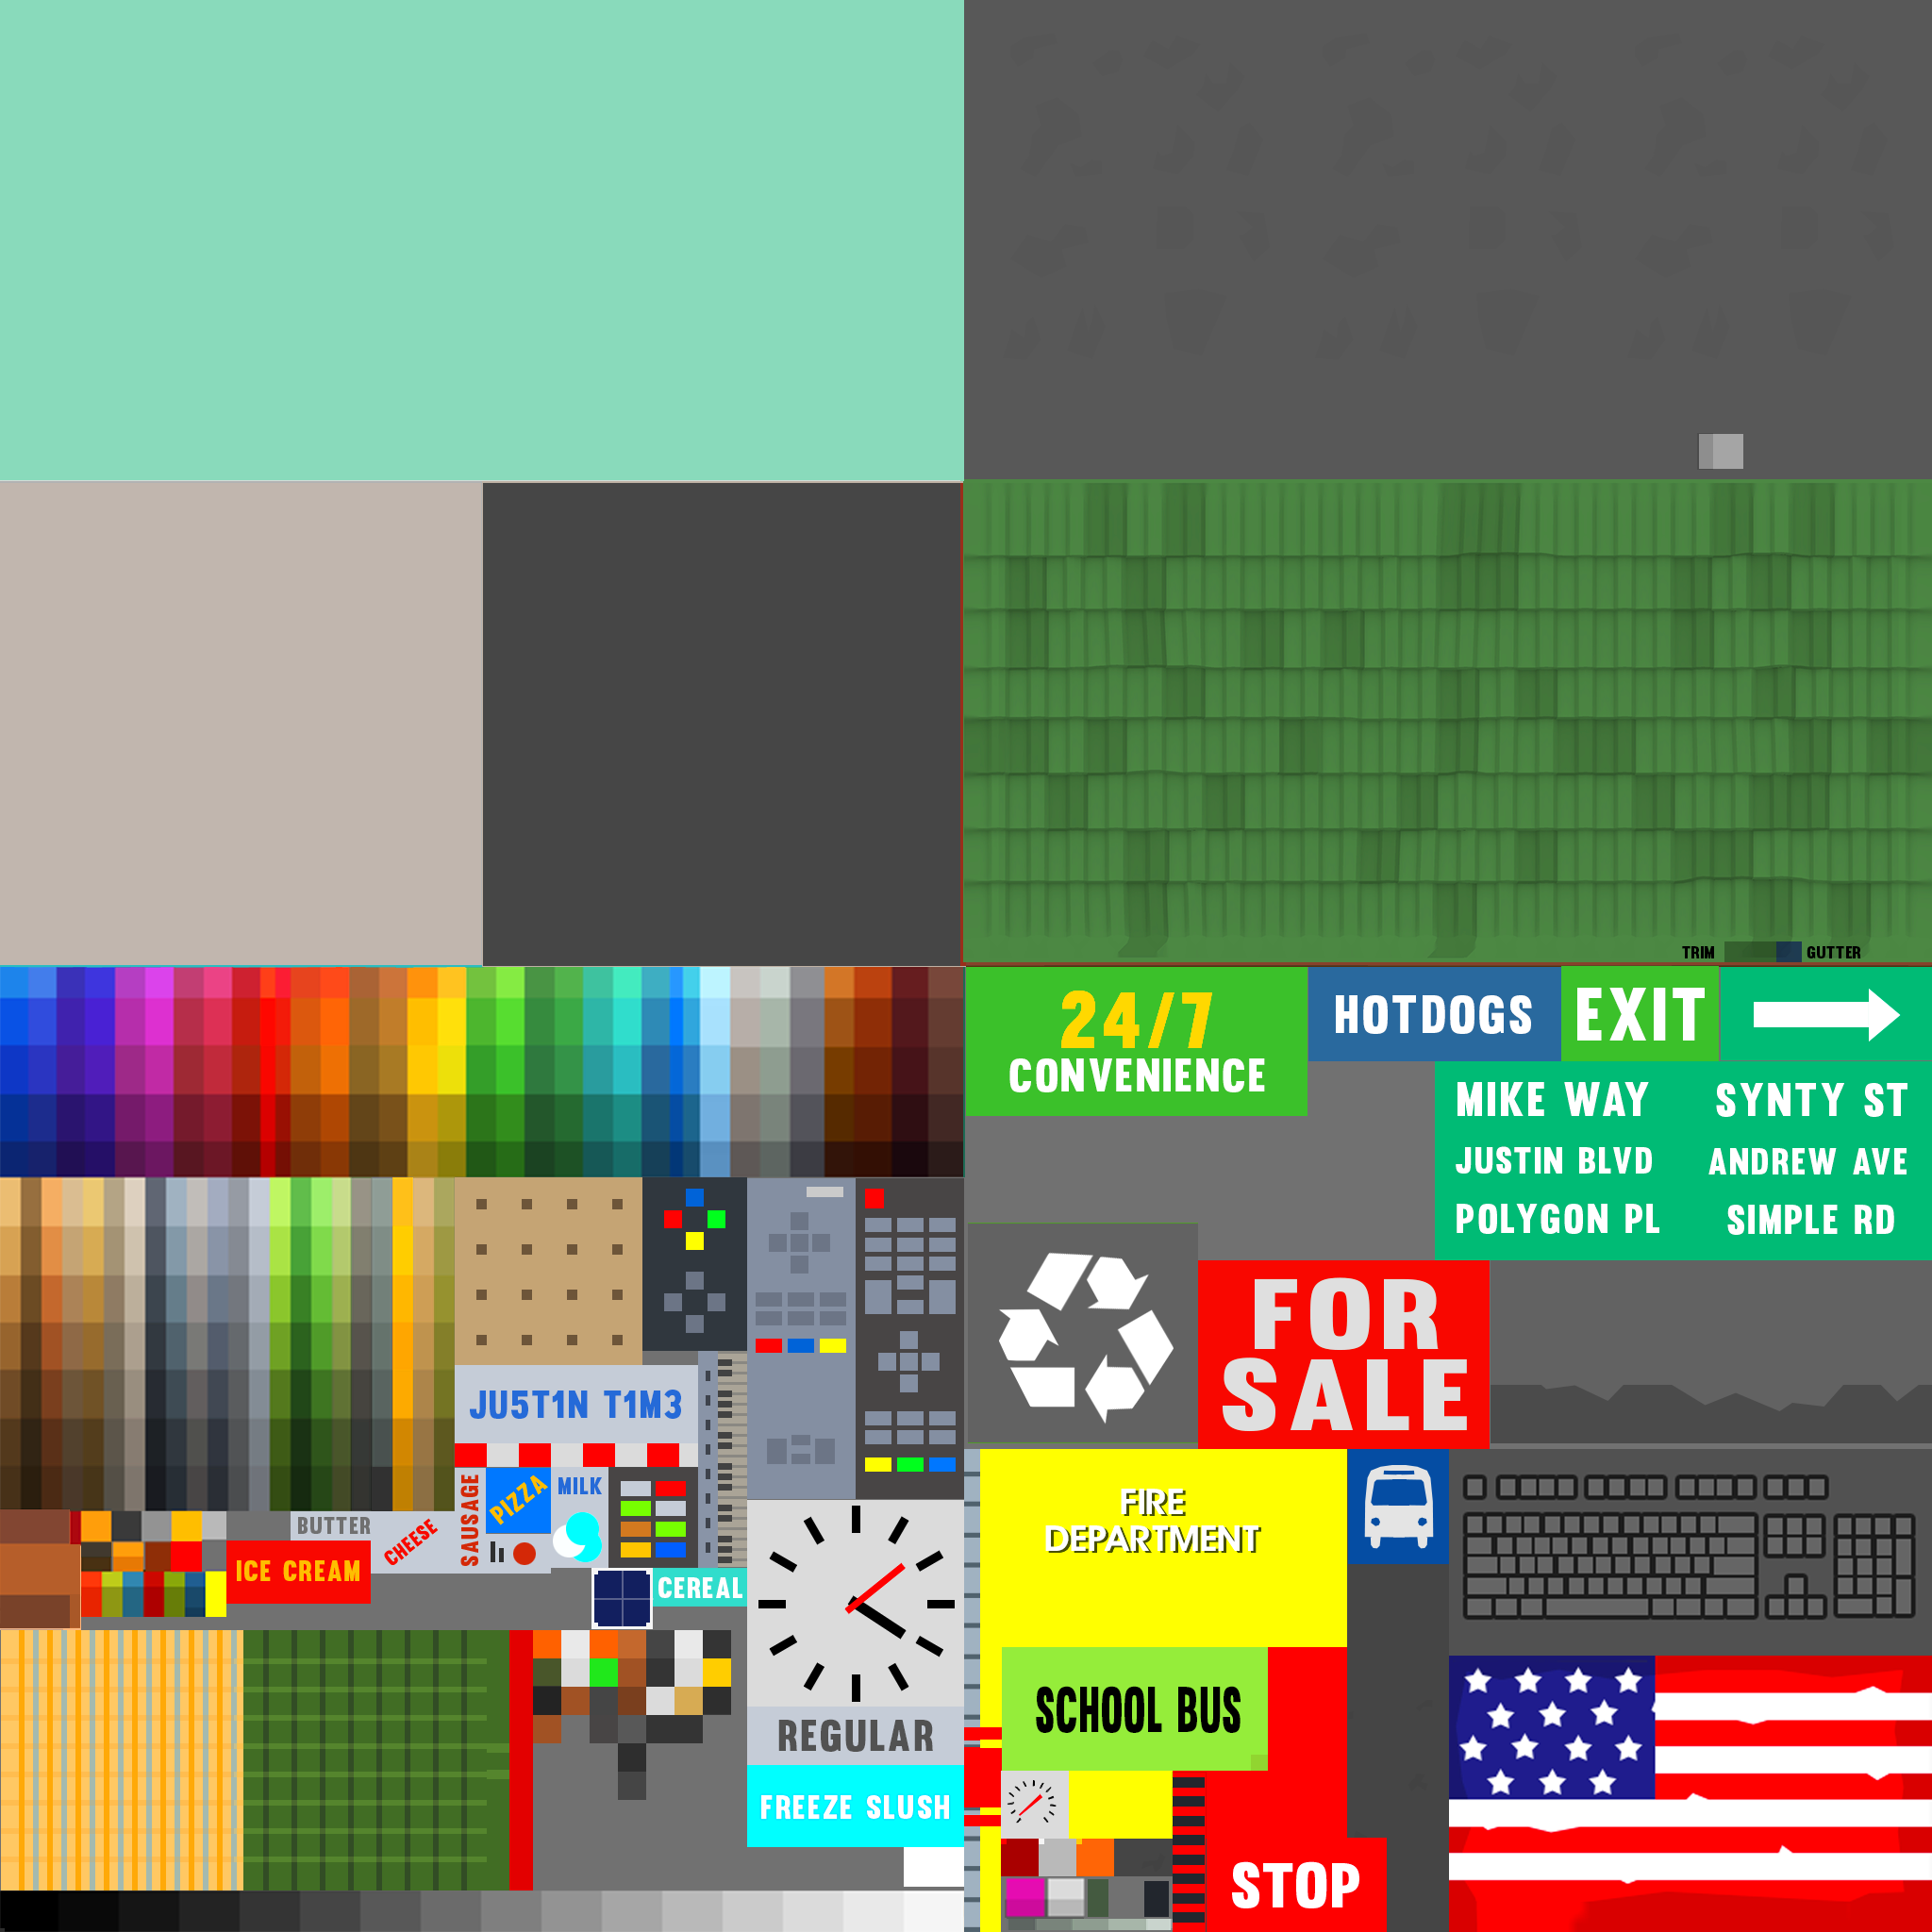 TRIM
GUTTER
24/7
CONVENIENCE
HOTDOGS
EXIT
MIKE WAY
SYNTY ST
JUSTIN BLVD
ANDREW AVE
POLYGON PL
SIMPLE RD
FOR
SALE
JU5T1N T1M3
SAUSAGE
PIZZA
MILK
BUTTER
CHEESE
ICE CREAM
CEREAL
REGULAR
FREEZE SLUSH
FIRE
DEPARTMENT
SCHOOL BUS
STOP